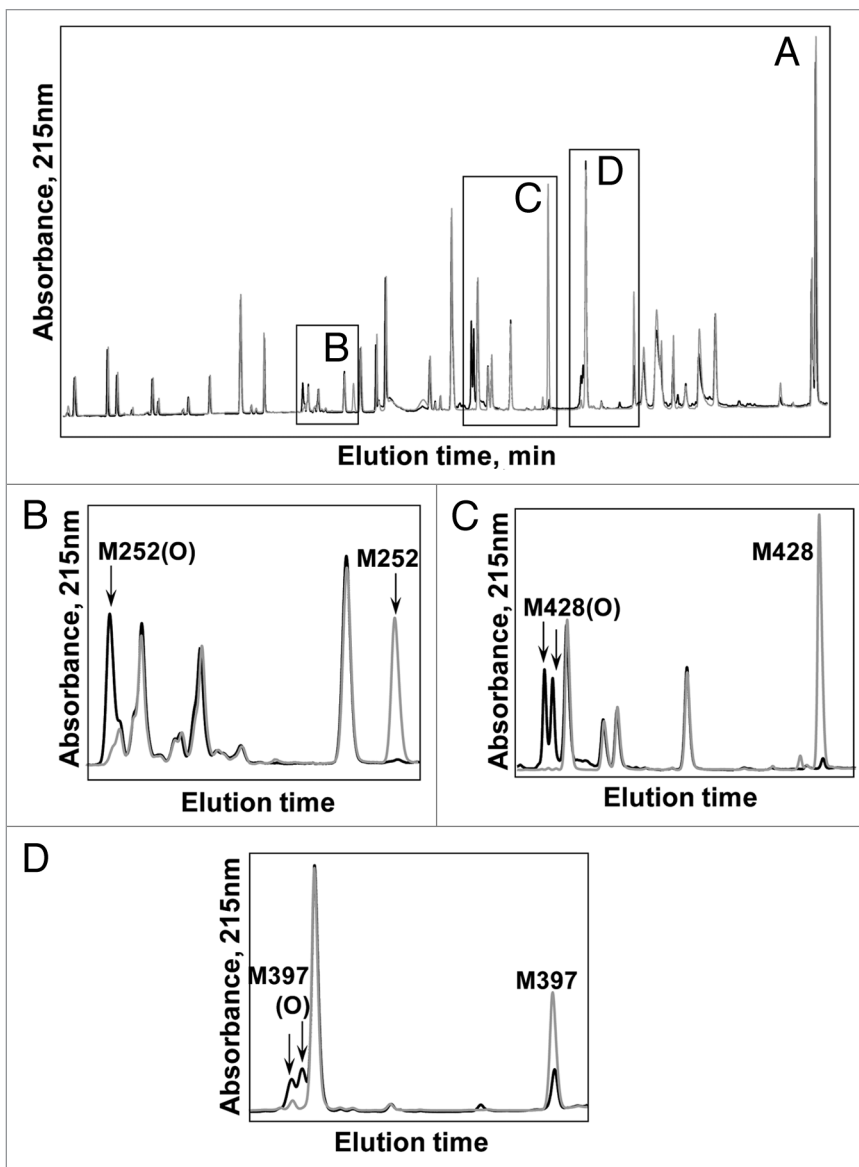 A
Absorbance, 215nm
B
C
D
Elution time, min
B
M252(O)
M252
Absorbance, 215nm
Elution time
C
M428
M428(O)
Absorbance, 215nm
Elution time
D
M397
(O)
M397
Absorbance, 215nm
Elution time